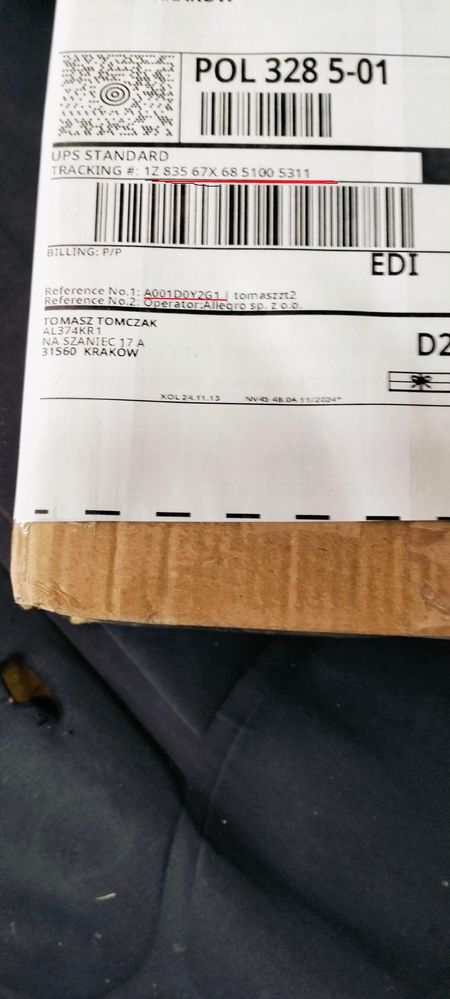 KRAKÓW
POL 328 5-01
UPS STANDARD
TRACKING #: 1Z 835 67X 68 5100 5311
BILLING: P/P
EDI
Reference No.1: A001D0Y2G1 | tomaszzt2
Reference No.2: Operator:Allegro sp. z o.o.
TOMASZ TOMCZAK
AL374KR1
NA SZANIEC 17 A
31560 KRAKÓW
D2
XOL 24.11.13 NV45 48.0A 11/2024*